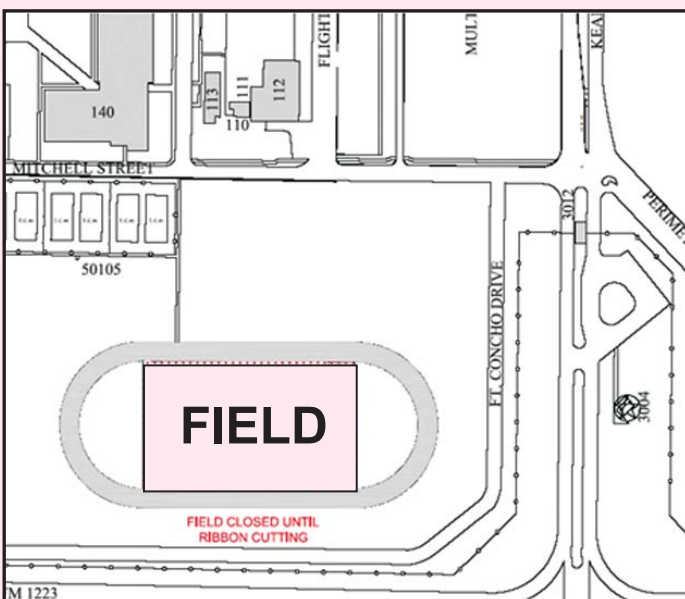 FLIGHT
MULT
KEAI
140
113
111
110
112
MITCHELL STREET
3012
PERIME
50105
FT. CONCHO DRIVE
3004
FIELD
FIELD CLOSED UNTIL
RIBBON CUTTING
M 1223